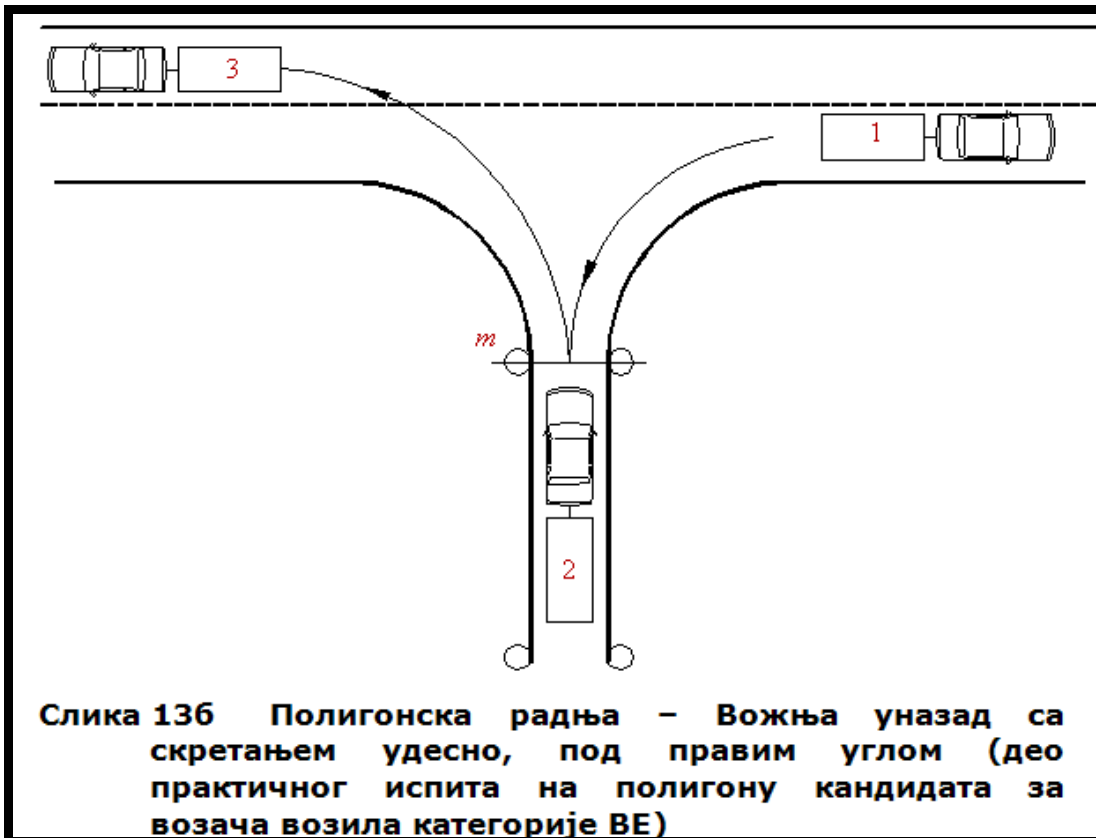 3
1
m
2
Слика 13б Полигонска радња – Вожња уназад са
скретањем удесно, под правим углом (део
практичног испита на полигону кандидата за
возача возила категорије BE)